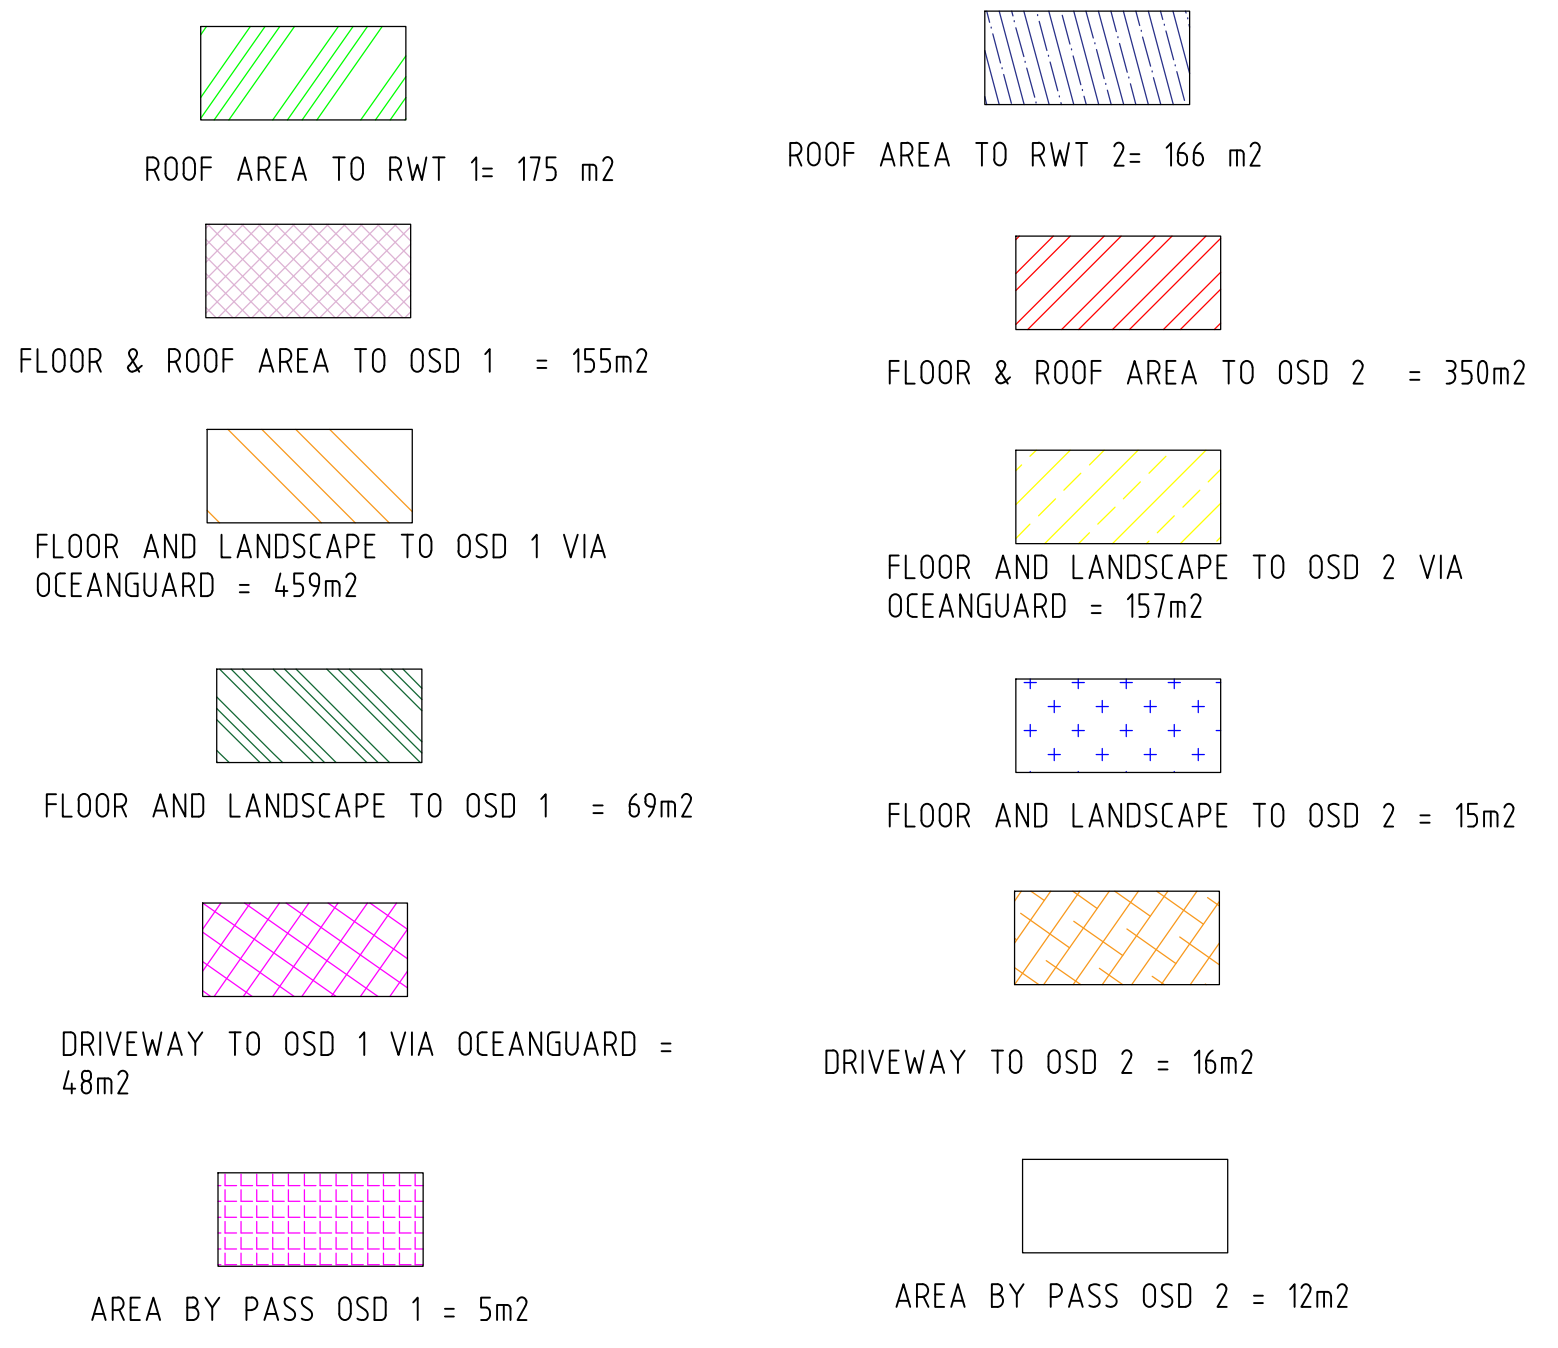 ROOF AREA TO RWT 1= 175 m2
ROOF AREA TO RWT 2= 166 m2
FLOOR & ROOF AREA TO OSD 1 = 155m2
FLOOR & ROOF AREA TO OSD 2 = 350m2
FLOOR AND LANDSCAPE TO OSD 1 VIA
OCEANGUARD = 459m2
FLOOR AND LANDSCAPE TO OSD 2 VIA
OCEANGUARD = 157m2
FLOOR AND LANDSCAPE TO OSD 1 = 69m2
FLOOR AND LANDSCAPE TO OSD 2 = 15m2
DRIVEWAY TO OSD 1 VIA OCEANGUARD =
48m2
DRIVEWAY TO OSD 2 = 16m2
AREA BY PASS OSD 1 = 5m2
AREA BY PASS OSD 2 = 12m2